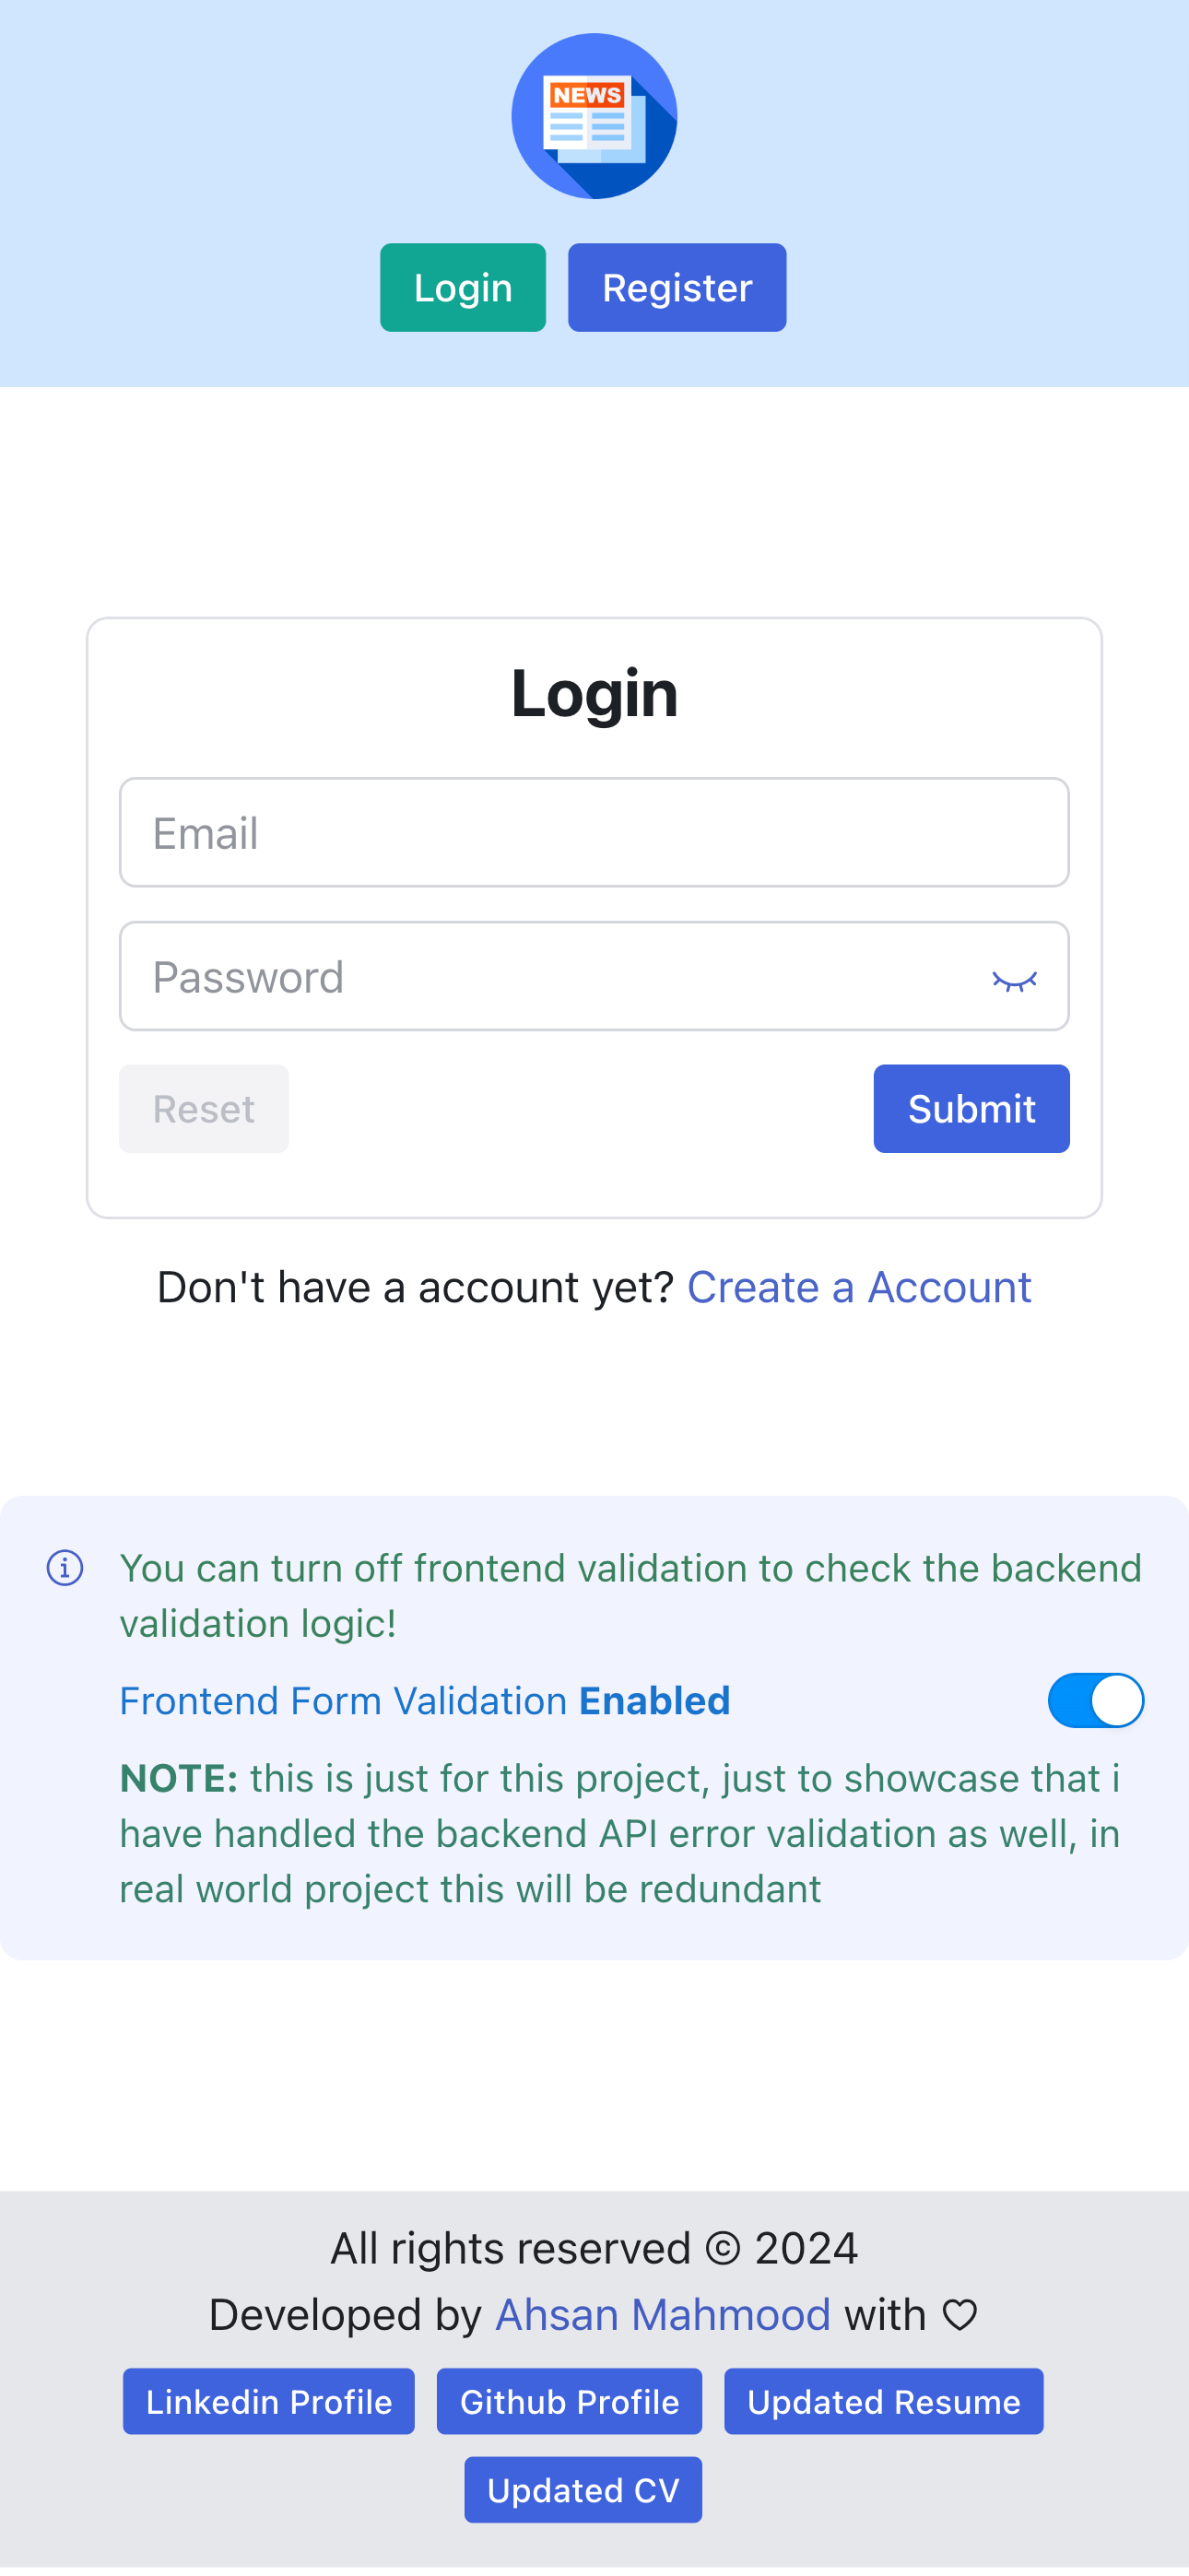 NEWS
Login Register
Login
Email
Password
Reset Submit
Don't have a account yet? Create a Account
You can turn off frontend validation to check the backend
validation logic!
Frontend Form Validation Enabled
NOTE: this is just for this project, just to showcase that i
have handled the backend API error validation as well, in
real world project this will be redundant
All rights reserved © 2024
Developed by Ahsan Mahmood with ♡
Linkedin Profile Github Profile Updated Resume
Updated CV